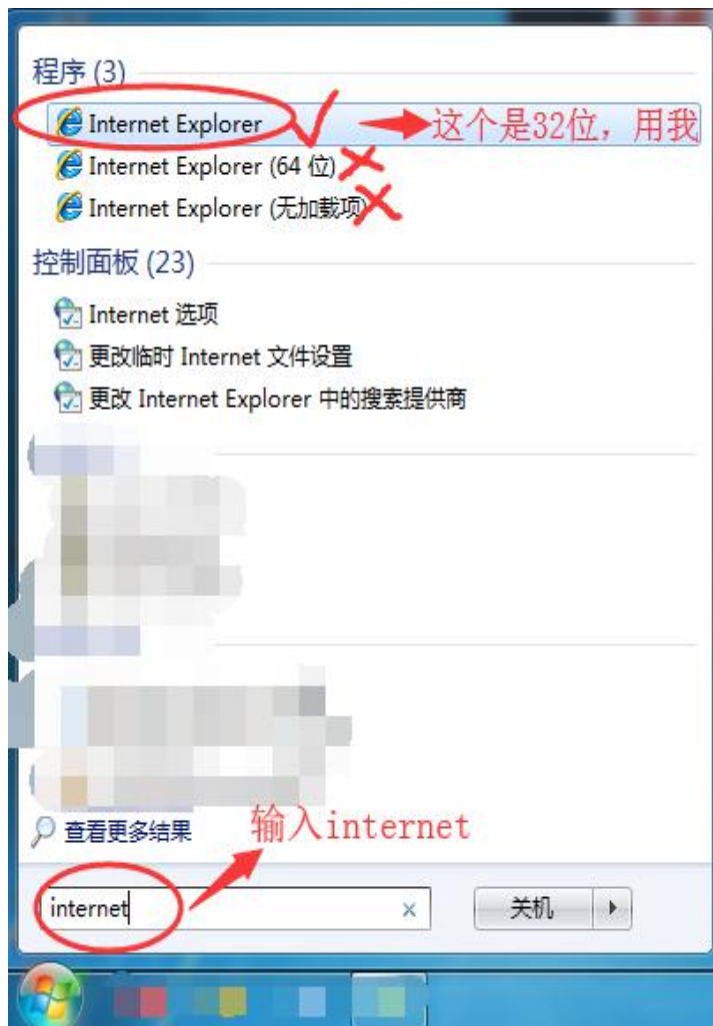 程序 (3)
Internet Explorer
这个是32位，用我
Internet Explorer (64 位)
Internet Explorer (无加载项)
控制面板 (23)
Internet 选项
更改临时 Internet 文件设置
更改 Internet Explorer 中的搜索提供商
查看更多结果
输入internet
internet
关机